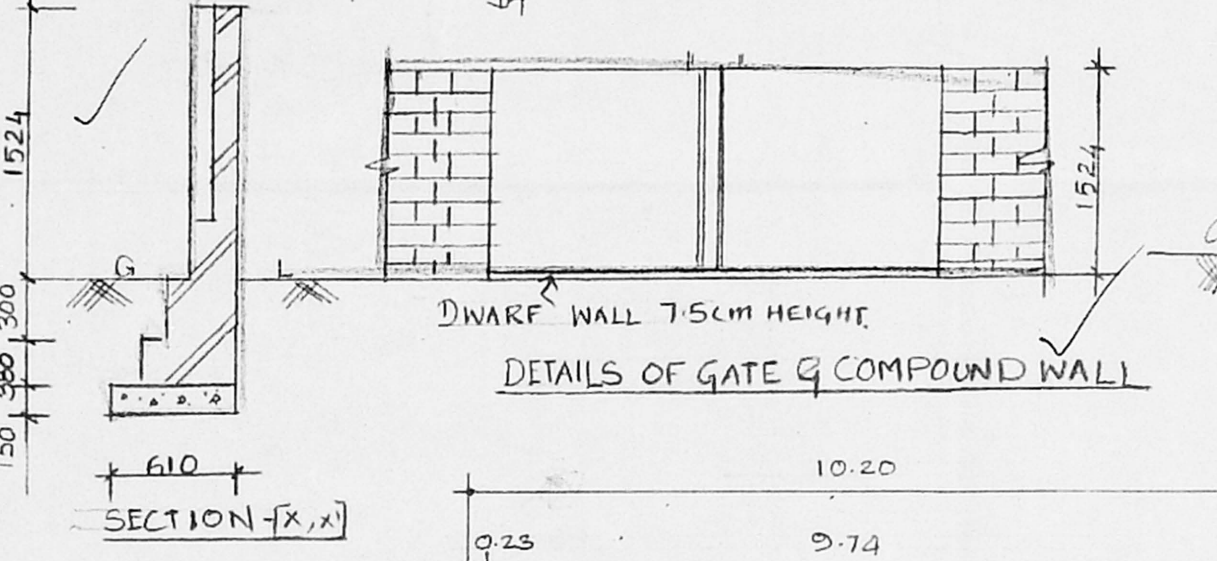 1524
G
L
300
380
150
610
SECTION-[X,X']
1524
DWARF WALL 7.5cm HEIGHT.
DETAILS OF GATE & COMPOUND WALL
10.20
0.23
9.74